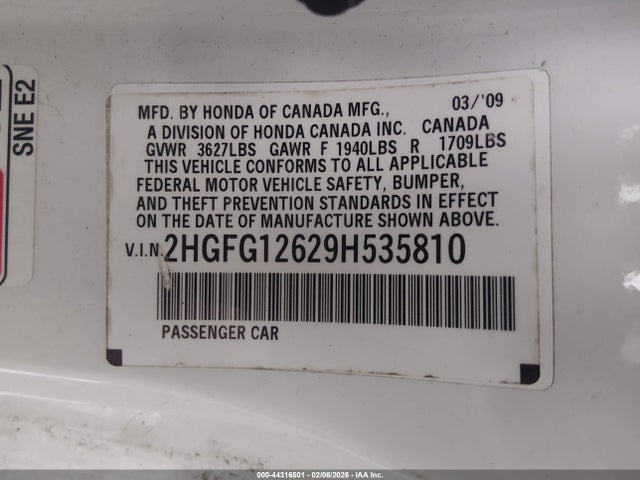 SNE E2
MFD. BY HONDA OF CANADA MFG., 03/'09
A DIVISION OF HONDA CANADA INC. CANADA
GVWR 3627LBS GAWR F 1940LBS R 1709LBS
THIS VEHICLE CONFORMS TO ALL APPLICABLE
FEDERAL MOTOR VEHICLE SAFETY, BUMPER,
AND THEFT PREVENTION STANDARDS IN EFFECT
ON THE DATE OF MANUFACTURE SHOWN ABOVE.
V.I.N. 2HGFG12629H535810
PASSENGER CAR
000-44316501 - 02/06/2026 - IAA Inc.